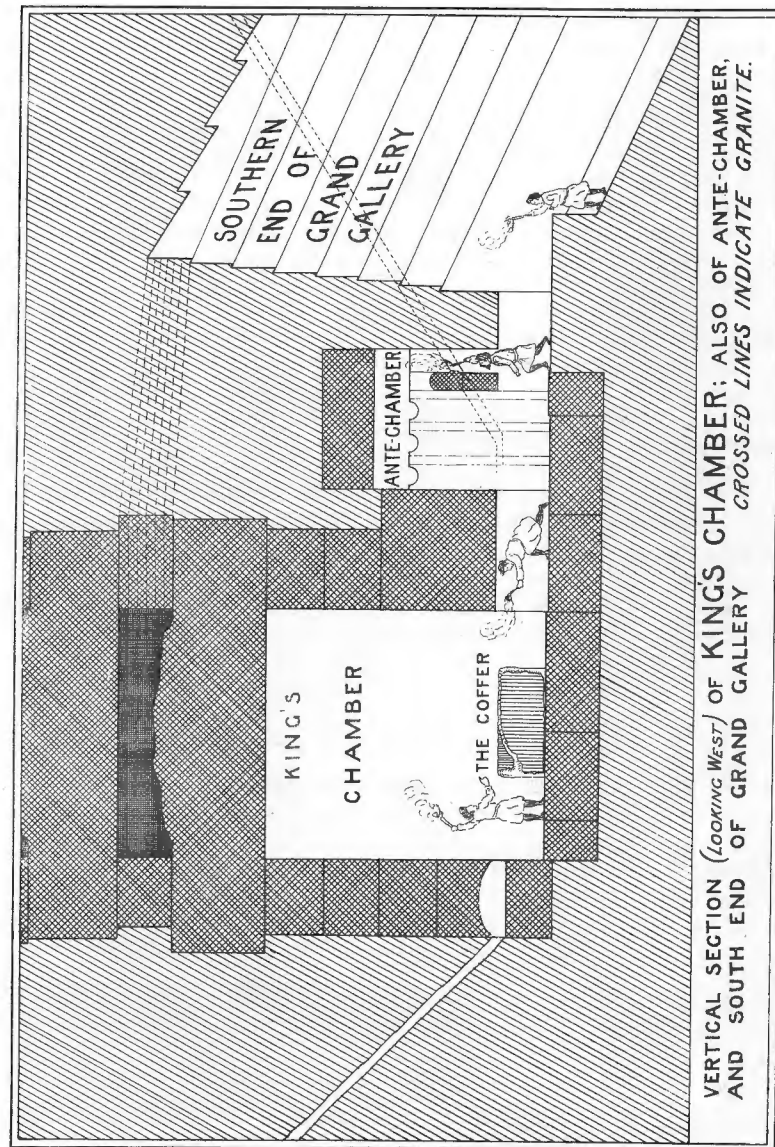 SOUTHERN
END OF
GRAND
GALLERY
ANTE-CHAMBER
KING'S
CHAMBER
THE COFFER
VERTICAL SECTION (LOOKING WEST) OF KING'S CHAMBER; ALSO OF ANTE-CHAMBER,
AND SOUTH END OF GRAND GALLERY CROSSED LINES INDICATE GRANITE.